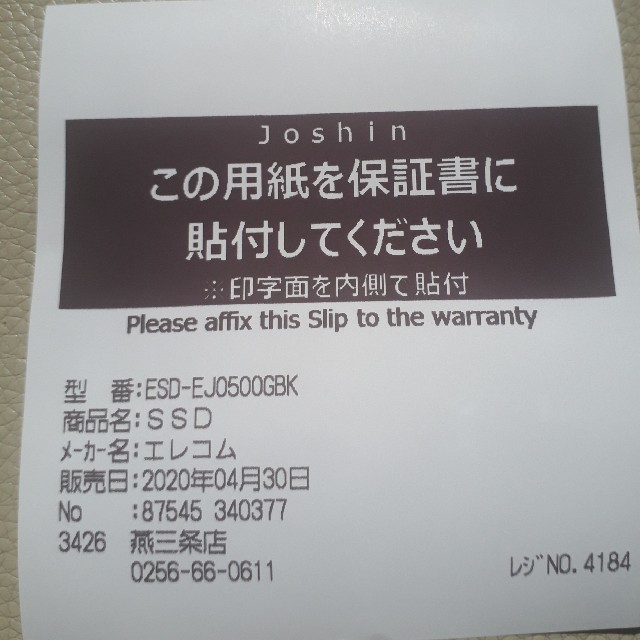 Joshin
この用紙を保証書に
貼付してください
※印字面を内側て貼付
Please affix this Slip to the warranty
型 番:ESD-EJ0500GBK
商品名:SSD
メーカー名:エレコム
販売日:2020年04月30日
No :87545 340377
3426 燕三条店
0256-66-0611
レジNO.4184